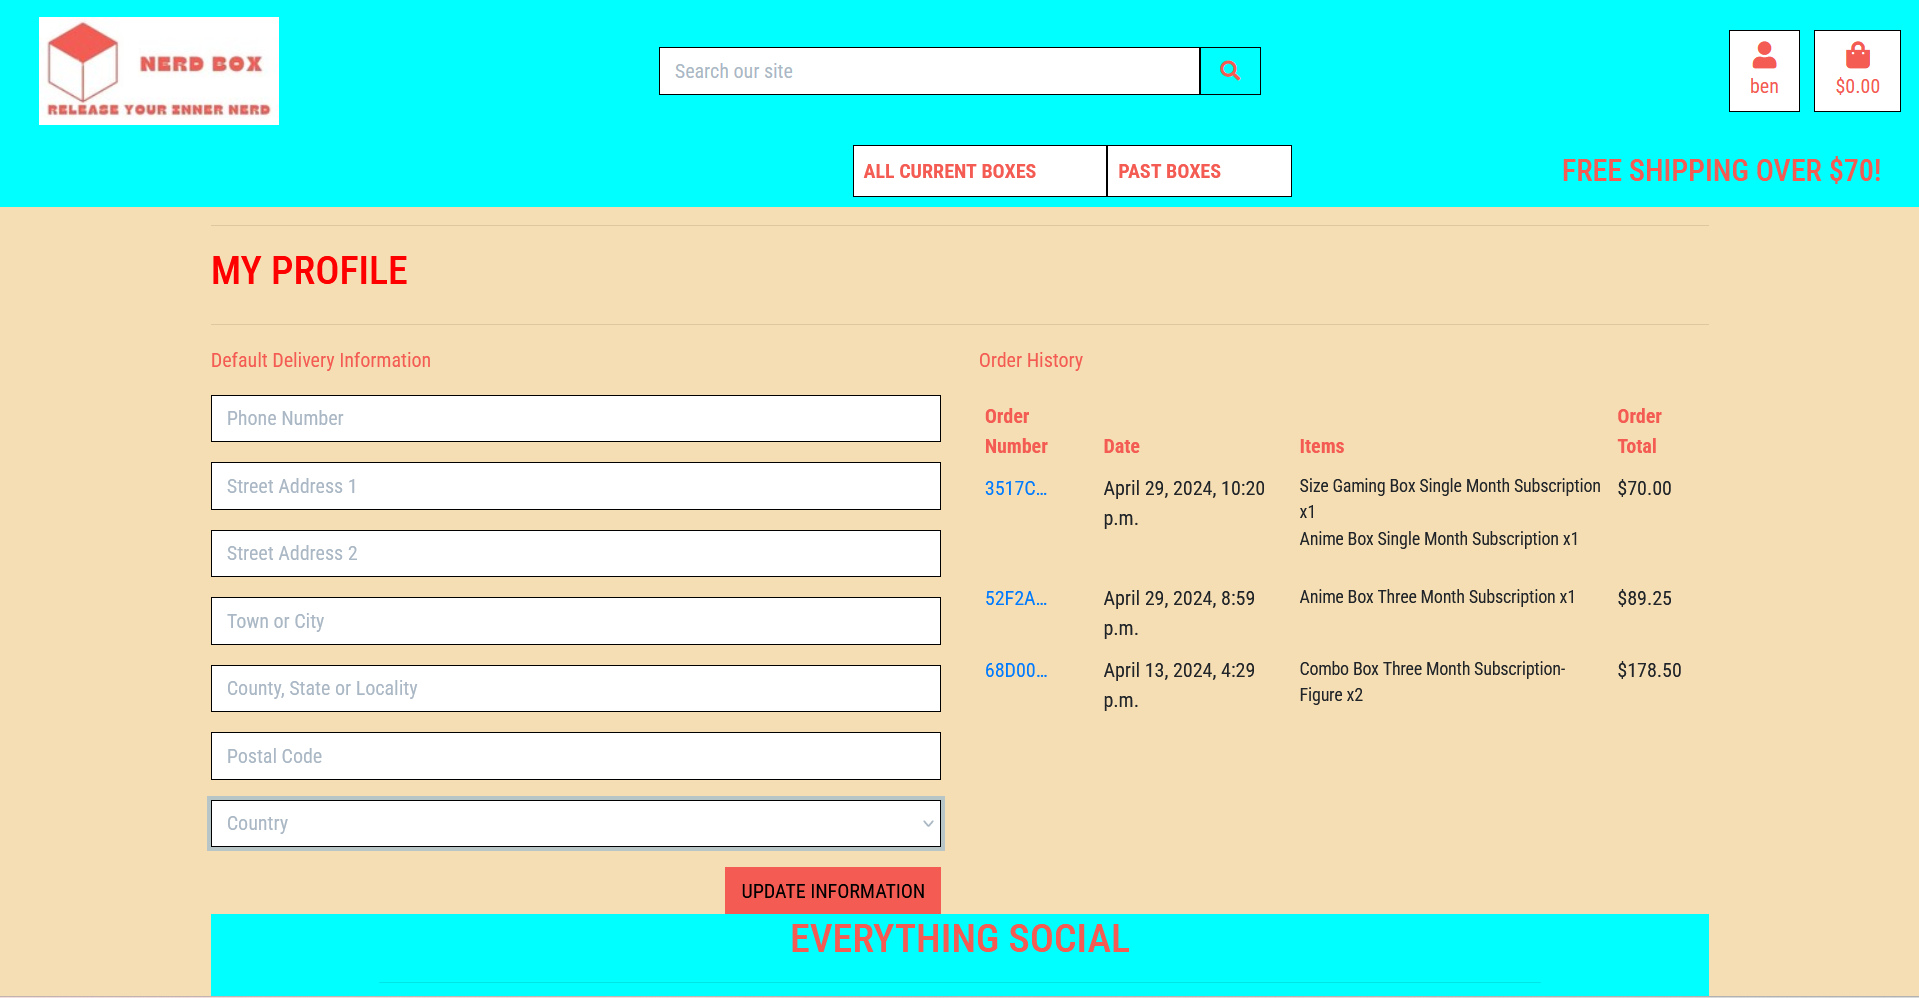 NERD BOX
RELEASE YOUR INNER NERD
Search our site
ben
$0.00
ALL CURRENT BOXES
PAST BOXES
FREE SHIPPING OVER $70!
MY PROFILE
Default Delivery Information
Phone Number
Street Address 1
Street Address 2
Town or City
County, State or Locality
Postal Code
Country
UPDATE INFORMATION
Order History
Order Number Date Items Order Total
3517C... April 29, 2024, 10:20 p.m. Size Gaming Box Single Month Subscription x1 $70.00
Anime Box Single Month Subscription x1
52F2A... April 29, 2024, 8:59 p.m. Anime Box Three Month Subscription x1 $89.25
68D00... April 13, 2024, 4:29 p.m. Combo Box Three Month Subscription-Figure x2 $178.50
EVERYTHING SOCIAL